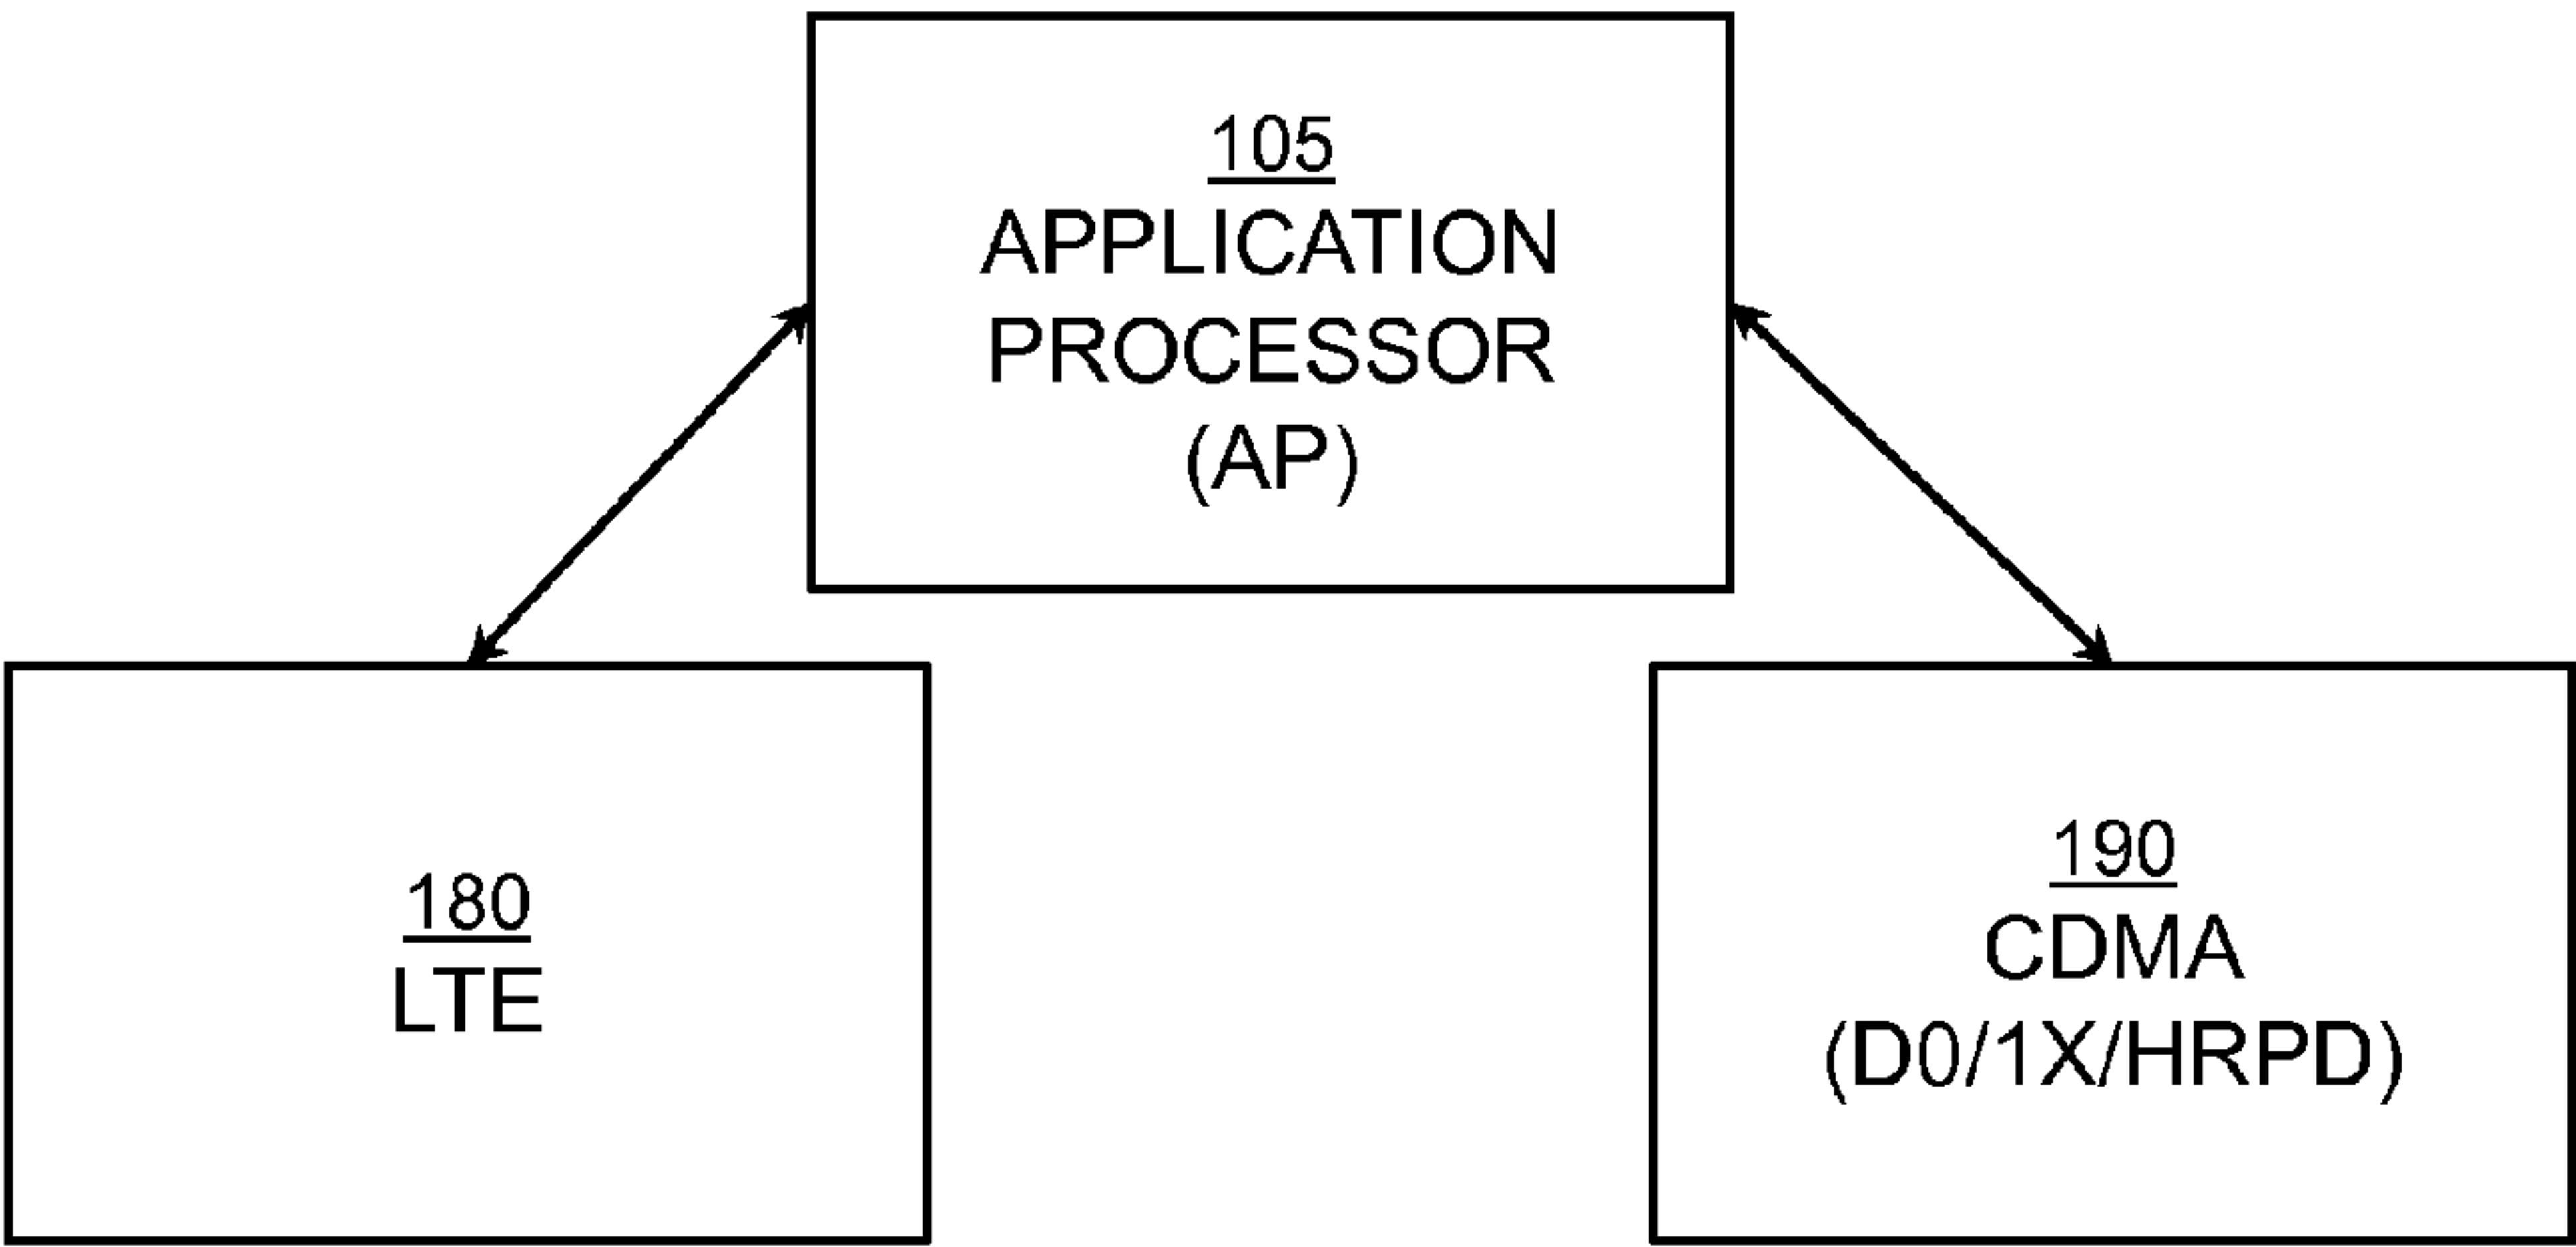 105
APPLICATION
PROCESSOR
(AP)
180
LTE
190
CDMA
(D0/1X/HRPD)